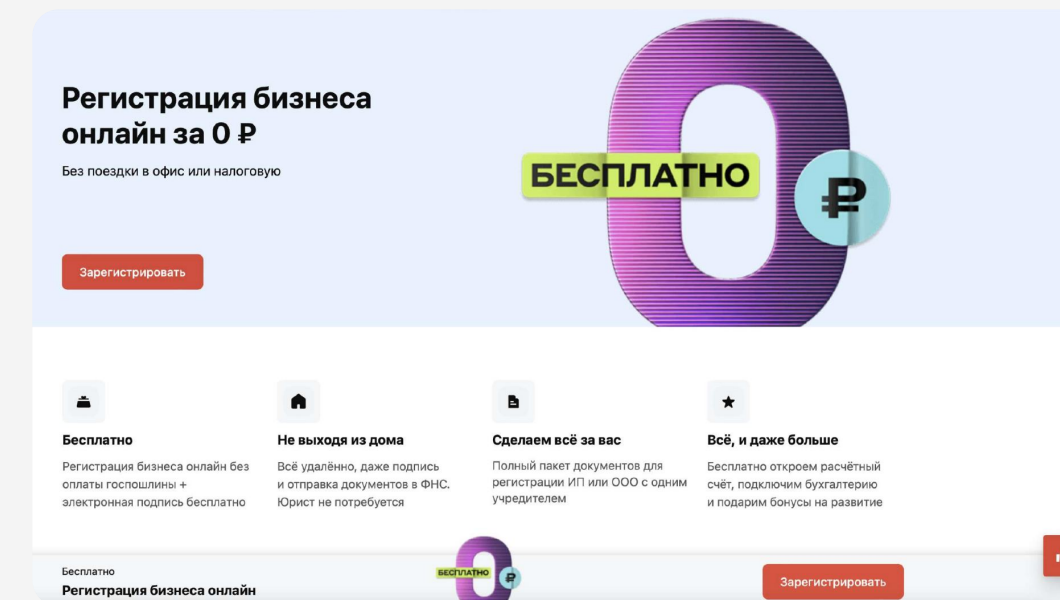 Регистрация бизнеса
онлайн за 0 ₽
Без поездки в офис или налоговую
БЕСПЛАТНО
₽
Зарегистрировать
Бесплатно
Регистрация бизнеса онлайн без
оплаты госпошлины +
электронная подпись бесплатно
Не выходя из дома
Всё удалённо, даже подпись
и отправка документов в ФНС.
Юрист не потребуется
Сделаем всё за вас
Полный пакет документов для
регистрации ИП или ООО с одним
учредителем
Всё, и даже больше
Бесплатно откроем расчётный
счёт, подключим бухгалтерию
и подарим бонусы на развитие
Бесплатно
Регистрация бизнеса онлайн
БЕСПЛАТНО
₽
Зарегистрировать